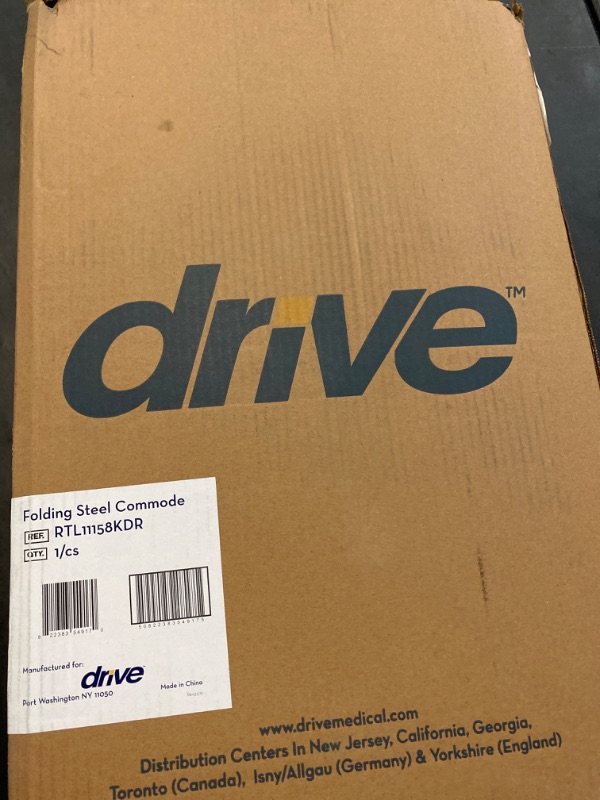 drive™
Folding Steel Commode
REF. RTL11158KDR
QTY. 1/cs
Manufactured for: drive
Port Washington NY 11050
Made in China
www.drivemedical.com
Distribution Centers In New Jersey, California, Georgia,
Toronto (Canada), Isny/Allgau (Germany) & Yorkshire (England)